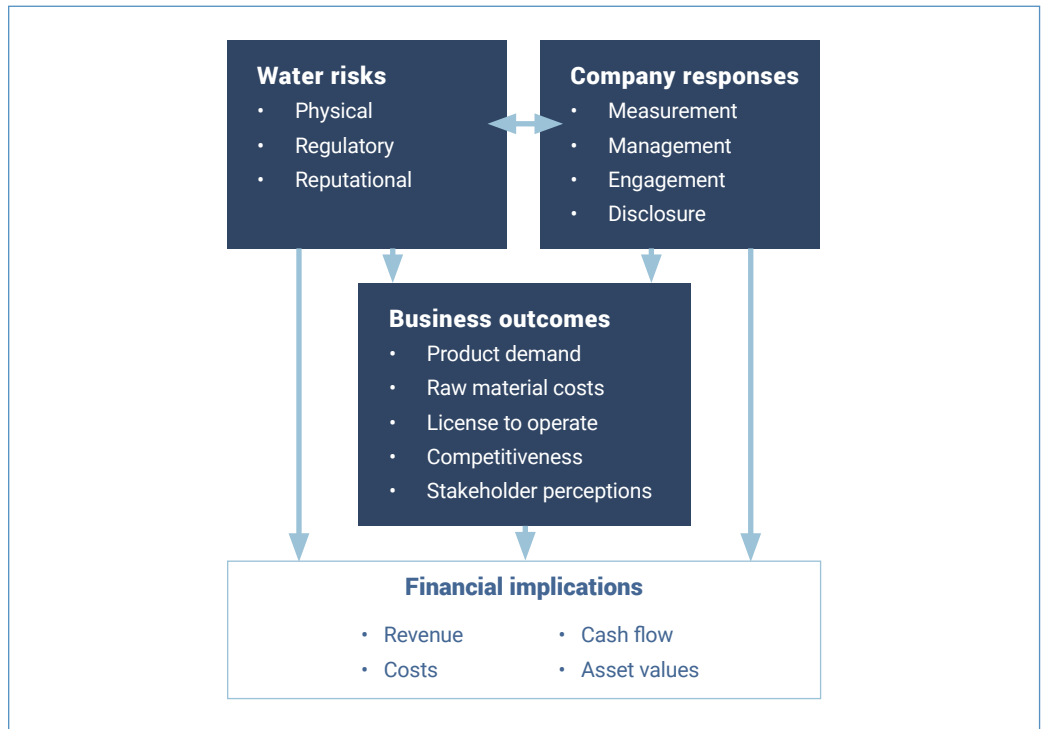 Water risks
• Physical
• Regulatory
• Reputational
Company responses
• Measurement
• Management
• Engagement
• Disclosure
Business outcomes
• Product demand
• Raw material costs
• License to operate
• Competitiveness
• Stakeholder perceptions
Financial implications
• Revenue
• Costs
• Cash flow
• Asset values